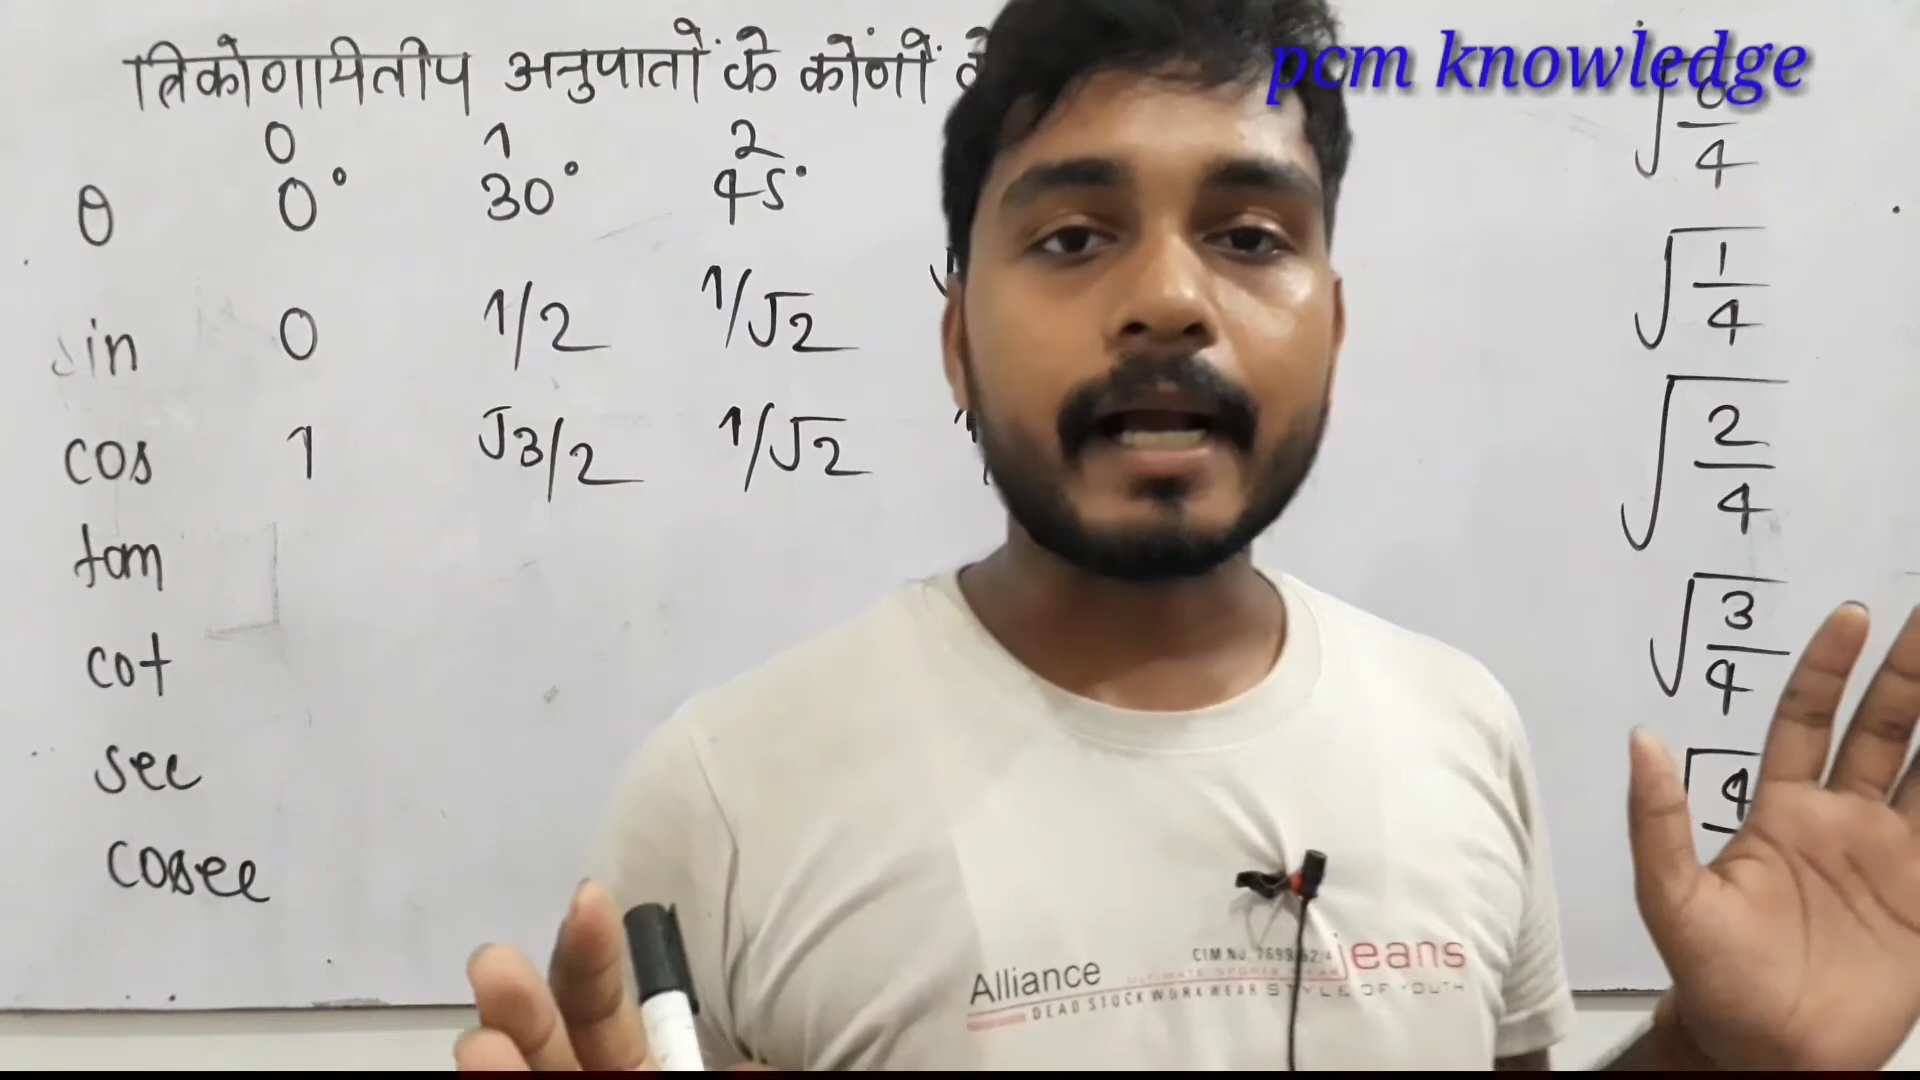 pcm knowledge
त्रिकोणमितीय अनुपातों के कोंणों
0 1 2
θ 0° 30° 45°
sin 0 1/2 1/√2
cos 1 √3/2 1/√2
tan
cot
sec
cosec
√0/4
√1/4
√2/4
√3/4
4
Alliance
jeans
DEAD STOCK WORK WEAR STYLE OF YOUTH